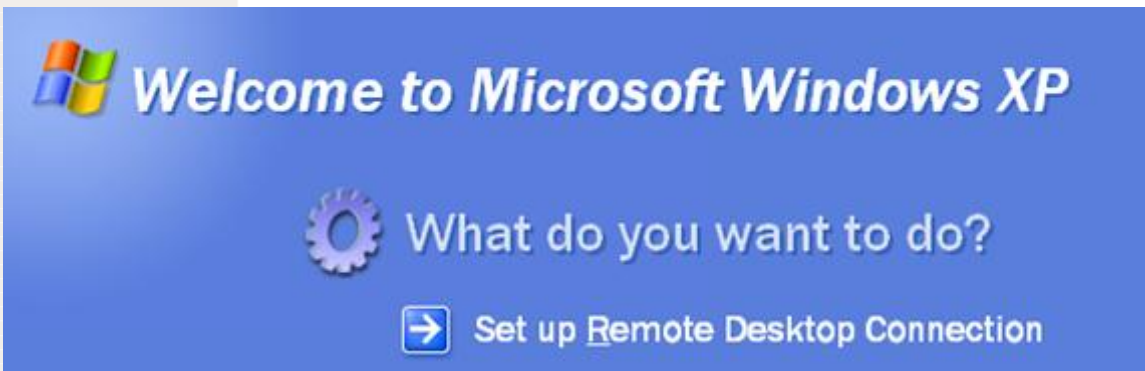 Welcome to Microsoft Windows XP
What do you want to do?
Set up Remote Desktop Connection